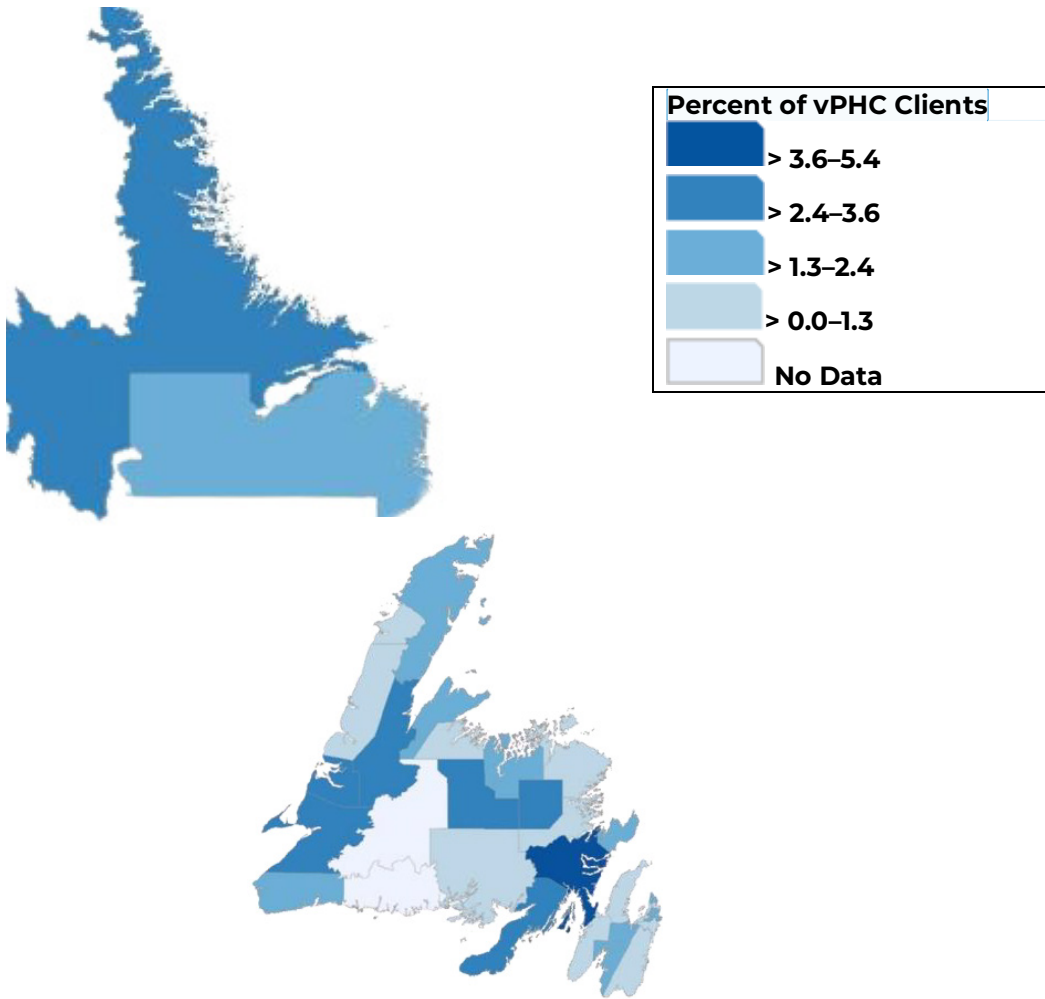 Percent of vPHC Clients
> 3.6–5.4
> 2.4–3.6
> 1.3–2.4
> 0.0–1.3
No Data